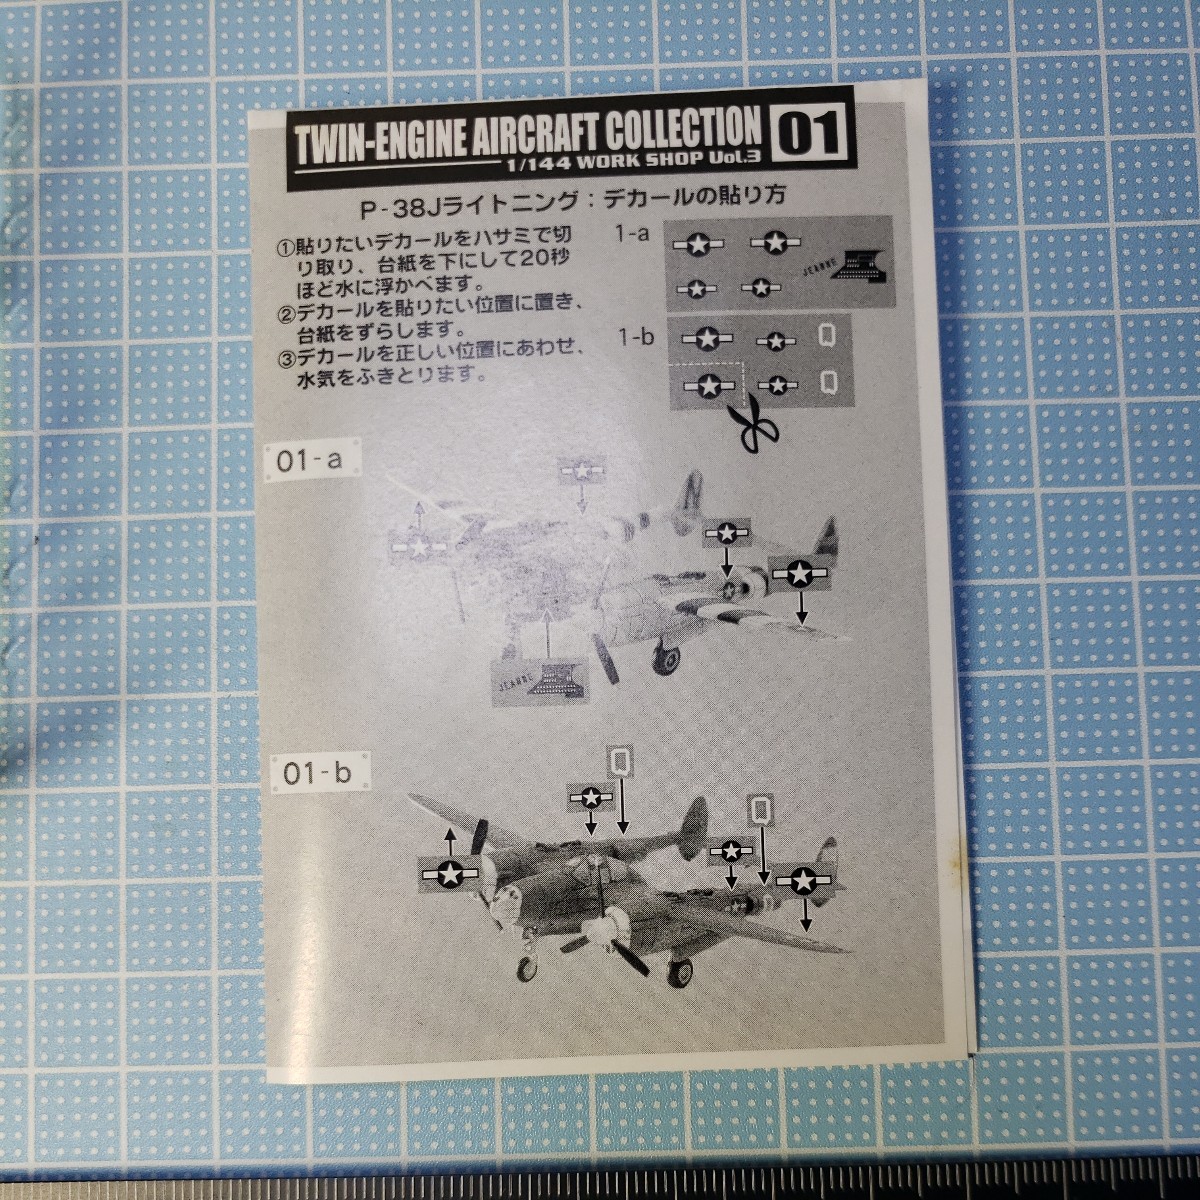 TWIN-ENGINE AIRCRAFT COLLECTION 01
1/144 WORK SHOP Vol.3
P-38Jライトニング：デカールの貼り方
①貼りたいデカールをハサミで切
り取り、台紙を下にして20秒
ほど水に浮かべます。
②デカールを貼りたい位置に置き、
台紙をずらします。
③デカールを正しい位置にあわせ、
水気をふきとります。
1-a
JEANNE
1-b
Q
Q
01-a
N
JEANNE
01-b
Q
Q